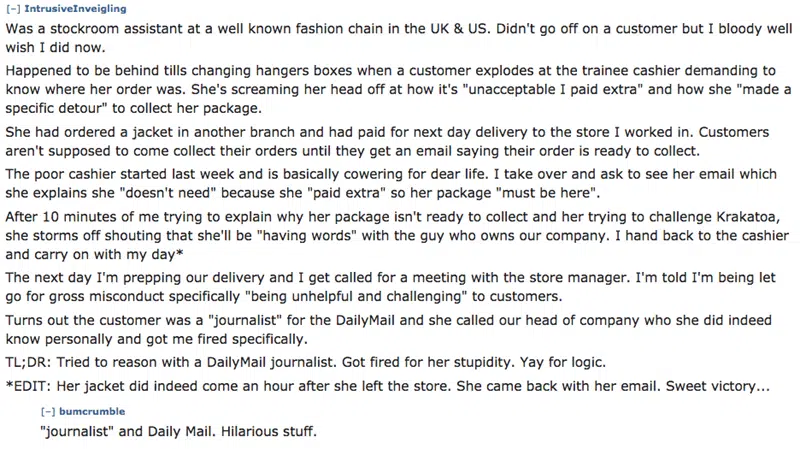 [–] IntrusiveInveigling
Was a stockroom assistant at a well known fashion chain in the UK & US. Didn't go off on a customer but I bloody well
wish I did now.
Happened to be behind tills changing hangers boxes when a customer explodes at the trainee cashier demanding to
know where her order was. She's screaming her head off at how it's "unacceptable I paid extra" and how she "made a
specific detour" to collect her package.
She had ordered a jacket in another branch and had paid for next day delivery to the store I worked in. Customers
aren't supposed to come collect their orders until they get an email saying their order is ready to collect.
The poor cashier started last week and is basically cowering for dear life. I take over and ask to see her email which
she explains she "doesn't need" because she "paid extra" so her package "must be here".
After 10 minutes of me trying to explain why her package isn't ready to collect and her trying to challenge Krakatoa,
she storms off shouting that she'll be "having words" with the guy who owns our company. I hand back to the cashier
and carry on with my day*
The next day I'm prepping our delivery and I get called for a meeting with the store manager. I'm told I'm being let
go for gross misconduct specifically "being unhelpful and challenging" to customers.
Turns out the customer was a "journalist" for the DailyMail and she called our head of company who she did indeed
know personally and got me fired specifically.
TL;DR: Tried to reason with a DailyMail journalist. Got fired for her stupidity. Yay for logic.
*EDIT: Her jacket did indeed come an hour after she left the store. She came back with her email. Sweet victory...
[–] bumcrumble
"journalist" and Daily Mail. Hilarious stuff.